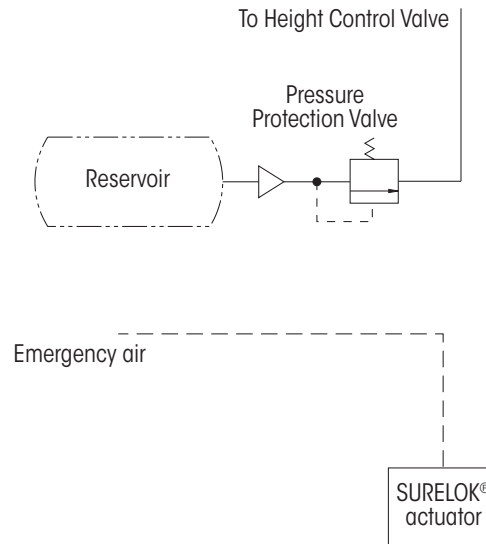 To Height Control Valve
Pressure
Protection Valve
Reservoir
Emergency air
SURELOK®
actuator